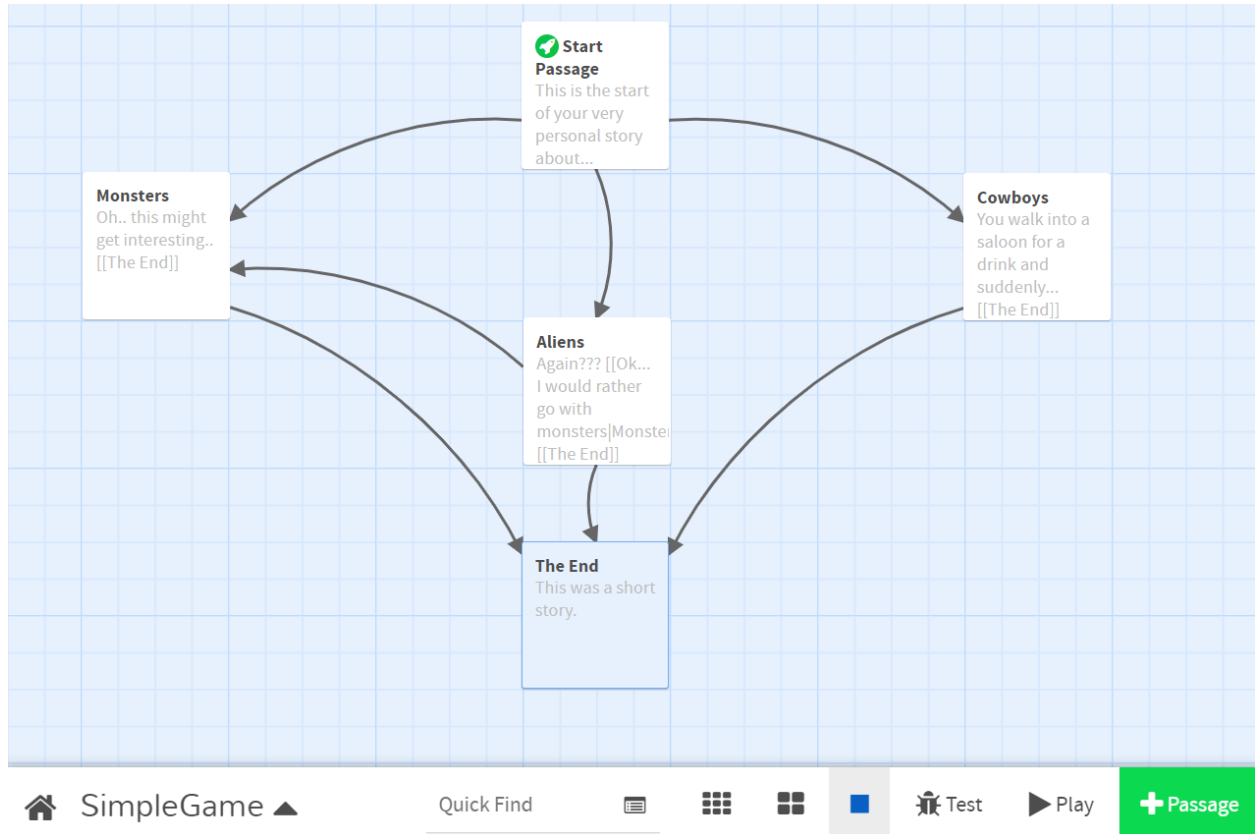 Start
Passage
This is the start
of your very
personal story
about...
Monsters
Oh.. this might
get interesting..
[[The End]]
Cowboys
You walk into a
saloon for a
drink and
suddenly...
[[The End]]
Aliens
Again??? [[Ok...
I would rather
go with
monsters|Monste
[[The End]]
The End
This was a short
story.
SimpleGame
Quick Find
Test
Play
Passage